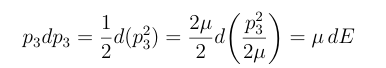 $p_3 dp_3 = \frac{1}{2} d(p_3^2) = \frac{2\mu}{2} d\left(\frac{p_3^2}{2\mu}\right) = \mu \, dE$